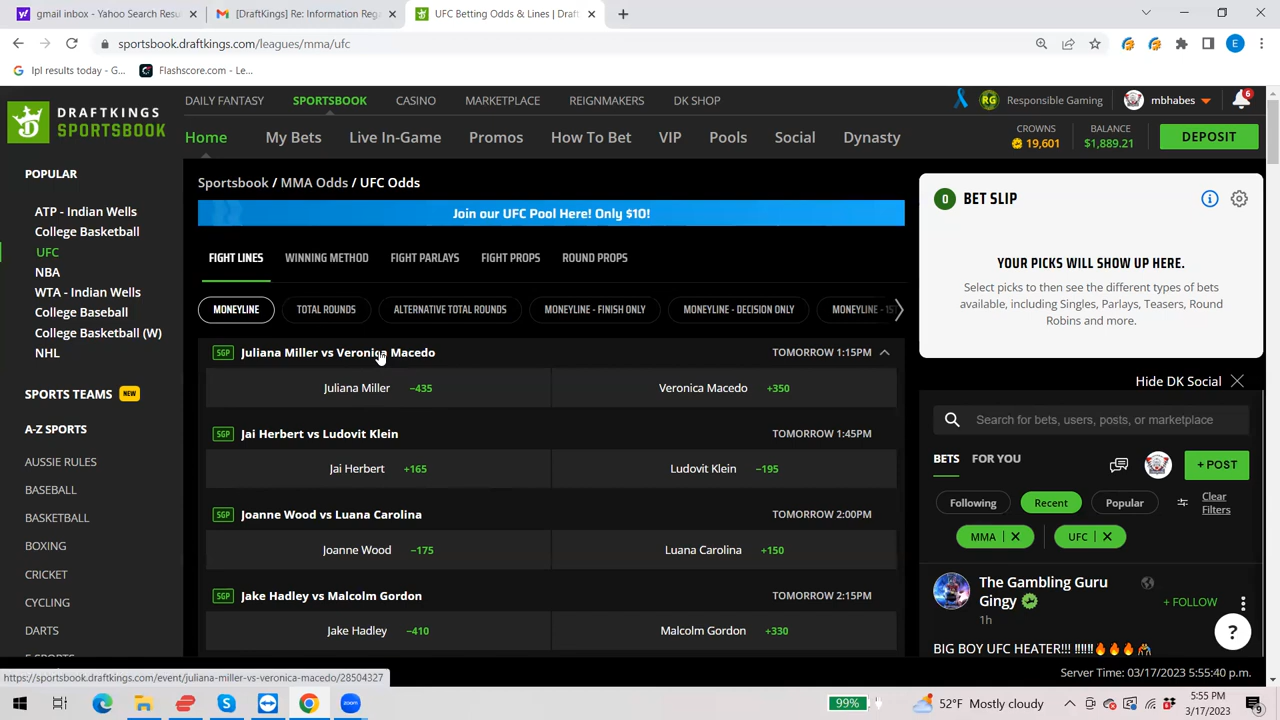 gmail inbox - Yahoo Search Resu
[DraftKings] Re: Information Reg
UFC Betting Odds & Lines | Draft
sportsbook.draftkings.com/leagues/mma/ufc
E
Ipl results today - G...
Flashscore.com - Le...
DRAFTKINGS
SPORTSBOOK
DAILY FANTASY
SPORTSBOOK
CASINO
MARKETPLACE
REIGNMAKERS
DK SHOP
RG
Responsible Gaming
mbhabes
6
Home
My Bets
Live In-Game
Promos
How To Bet
VIP
Pools
Social
Dynasty
CROWNS
19,601
BALANCE
$1,889.21
DEPOSIT
POPULAR
ATP - Indian Wells
College Basketball
UFC
NBA
WTA - Indian Wells
College Baseball
College Basketball (W)
NHL
SPORTS TEAMS NEW
A-Z SPORTS
AUSSIE RULES
BASEBALL
BASKETBALL
BOXING
CRICKET
CYCLING
DARTS
Sportsbook / MMA Odds / UFC Odds
Join our UFC Pool Here! Only $10!
FIGHT LINES
WINNING METHOD
FIGHT PARLAYS
FIGHT PROPS
ROUND PROPS
MONEYLINE
TOTAL ROUNDS
ALTERNATIVE TOTAL ROUNDS
MONEYLINE - FINISH ONLY
MONEYLINE - DECISION ONLY
MONEYLINE - 1S
SGP Juliana Miller vs Veronica Macedo TOMORROW 1:15PM
Juliana Miller −435 Veronica Macedo +350
SGP Jai Herbert vs Ludovit Klein TOMORROW 1:45PM
Jai Herbert +165 Ludovit Klein −195
SGP Joanne Wood vs Luana Carolina TOMORROW 2:00PM
Joanne Wood −175 Luana Carolina +150
SGP Jake Hadley vs Malcolm Gordon TOMORROW 2:15PM
Jake Hadley −410 Malcolm Gordon +330
0 BET SLIP
YOUR PICKS WILL SHOW UP HERE.
Select picks to then see the different types of bets
available, including Singles, Parlays, Teasers, Round
Robins and more.
Hide DK Social
Search for bets, users, posts, or marketplace
BETS
FOR YOU
+ POST
Following
Recent
Popular
Clear
Filters
MMA
UFC
The Gambling Guru
Gingy
+ FOLLOW
1h
BIG BOY UFC HEATER!!! !!!!!!🔥🔥🔥
?
https://sportsbook.draftkings.com/event/juliana-miller-vs-veronica-macedo/28504327
Server Time: 03/17/2023 5:55:40 p.m.
99%
52°F Mostly cloudy
5:55 PM
3/17/2023
9